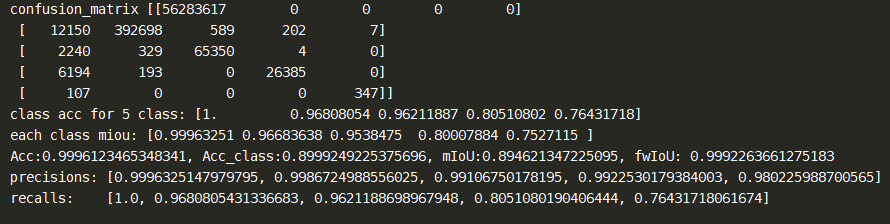 confusion_matrix [[56283617 0 0 0 0]
[ 12150 392698 589 202 7]
[ 2240 329 65350 4 0]
[ 6194 193 0 26385 0]
[ 107 0 0 0 347]]
class acc for 5 class: [1. 0.96808054 0.96211887 0.80510802 0.76431718]
each class miou: [0.99963251 0.96683638 0.9538475 0.80007884 0.7527115 ]
Acc:0.9996123465348341, Acc_class:0.8999249225375696, mIoU:0.894621347225095, fwIoU: 0.9992263661275183
precisions: [0.9996325147979795, 0.9986724988556025, 0.99106750178195, 0.9922530179384003, 0.980225988700565]
recalls: [1.0, 0.9680805431336683, 0.9621188698967948, 0.8051080190406444, 0.76431718061674]